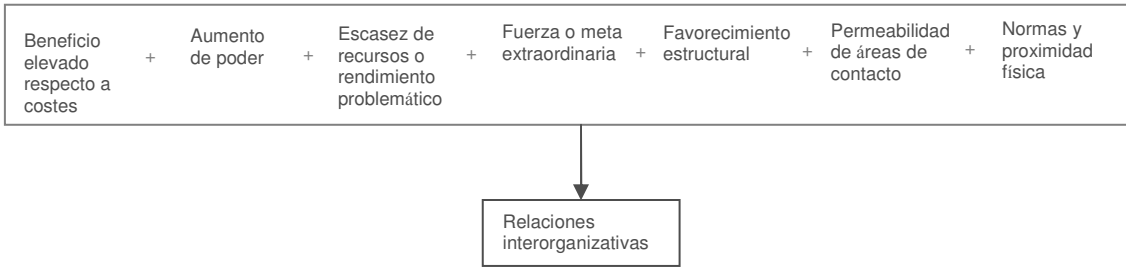 Beneficio
elevado
respecto a
costes
+
Aumento
de poder
+
Escasez de
recursos o
rendimiento
problemático
+
Fuerza o meta
extraordinaria
+
Favorecimiento
estructural
+
Permeabilidad
de áreas de
contacto
+
Normas y
proximidad
física
Relaciones
interorganizativas